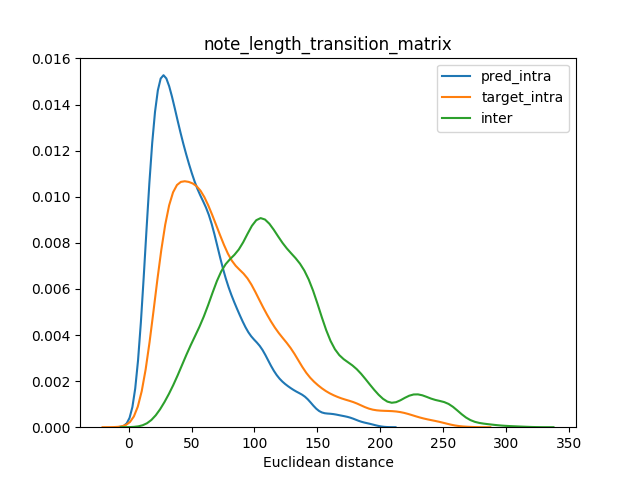 note_length_transition_matrix
pred_intra
target_intra
inter
0.016
0.014
0.012
0.010
0.008
0.006
0.004
0.002
0.000
0 50 100 150 200 250 300 350
Euclidean distance